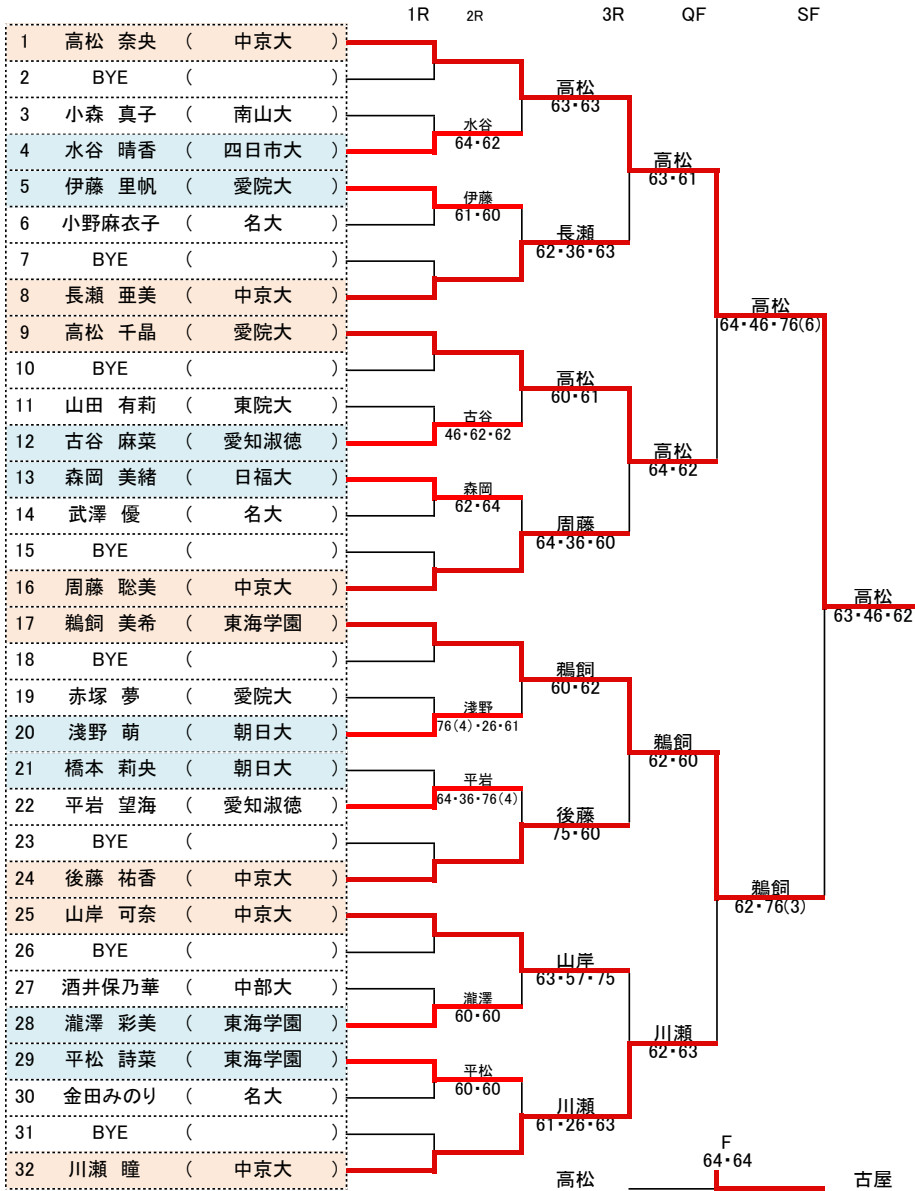 1R 2R 3R QF SF
1 高松 奈央 ( 中京大 )
2 BYE ( )
高松
63・63
3 小森 真子 ( 南山大 )
水谷
64・62
4 水谷 晴香 ( 四日市大 )
高松
63・61
5 伊藤 里帆 ( 愛院大 )
伊藤
61・60
6 小野麻衣子 ( 名大 )
長瀬
62・36・63
7 BYE ( )
8 長瀬 亜美 ( 中京大 )
高松
64・46・76(6)
9 高松 千晶 ( 愛院大 )
10 BYE ( )
高松
60・61
11 山田 有莉 ( 東院大 )
古谷
46・62・62
12 古谷 麻菜 ( 愛知淑徳 )
高松
64・62
13 森岡 美緒 ( 日福大 )
森岡
62・64
14 武澤 優 ( 名大 )
周藤
64・36・60
15 BYE ( )
16 周藤 聡美 ( 中京大 )
高松
63・46・62
17 鵜飼 美希 ( 東海学園 )
18 BYE ( )
鵜飼
60・62
19 赤塚 夢 ( 愛院大 )
淺野
76(4)・26・61
20 淺野 萌 ( 朝日大 )
鵜飼
62・60
21 橋本 莉央 ( 朝日大 )
平岩
64・36・76(4)
22 平岩 望海 ( 愛知淑徳 )
後藤
75・60
23 BYE ( )
24 後藤 祐香 ( 中京大 )
鵜飼
62・76(3)
25 山岸 可奈 ( 中京大 )
26 BYE ( )
山岸
63・57・75
27 酒井保乃華 ( 中部大 )
瀧澤
60・60
28 瀧澤 彩美 ( 東海学園 )
川瀬
62・63
29 平松 詩菜 ( 東海学園 )
平松
60・60
30 金田みのり ( 名大 )
川瀬
61・26・63
31 BYE ( )
32 川瀬 瞳 ( 中京大 )
F
64・64
高松 古屋